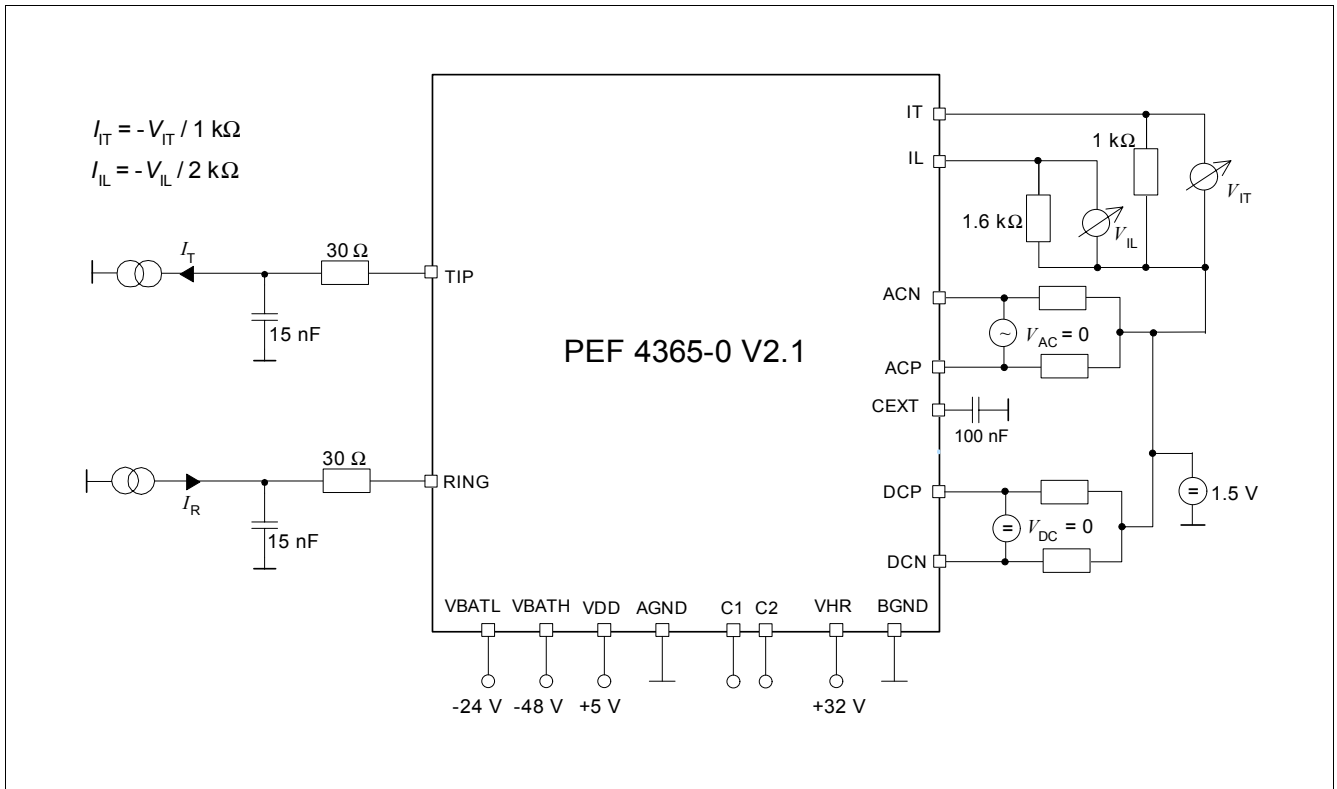 I_IT = -V_IT / 1 kΩ
I_IL = -V_IL / 2 kΩ
IT
IL
1 kΩ
V_IT
1.6 kΩ
V_IL
I_T
30 Ω
TIP
15 nF
ACN
V_AC = 0
~
ACP
PEF 4365-0 V2.1
CEXT
100 nF
I_R
30 Ω
RING
15 nF
DCP
V_DC = 0
=
DCN
=
1.5 V
VBATL VBATH VDD AGND C1 C2 VHR BGND
-24 V -48 V +5 V +32 V